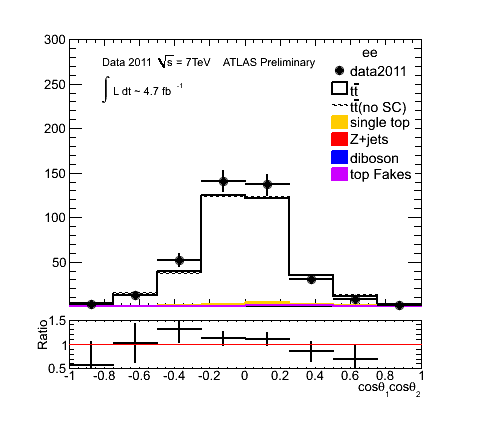 300
250
200
150
100
50
Data 2011 √s = 7TeV ATLAS Preliminary
∫ L dt ~ 4.7 fb⁻¹
ee
data2011
tt̅
tt̅(no SC)
single top
Z+jets
diboson
top Fakes
Ratio
1.5
1
0.5
-1 -0.8 -0.6 -0.4 -0.2 0 0.2 0.4 0.6 0.8 1
cosθ₁cosθ₂